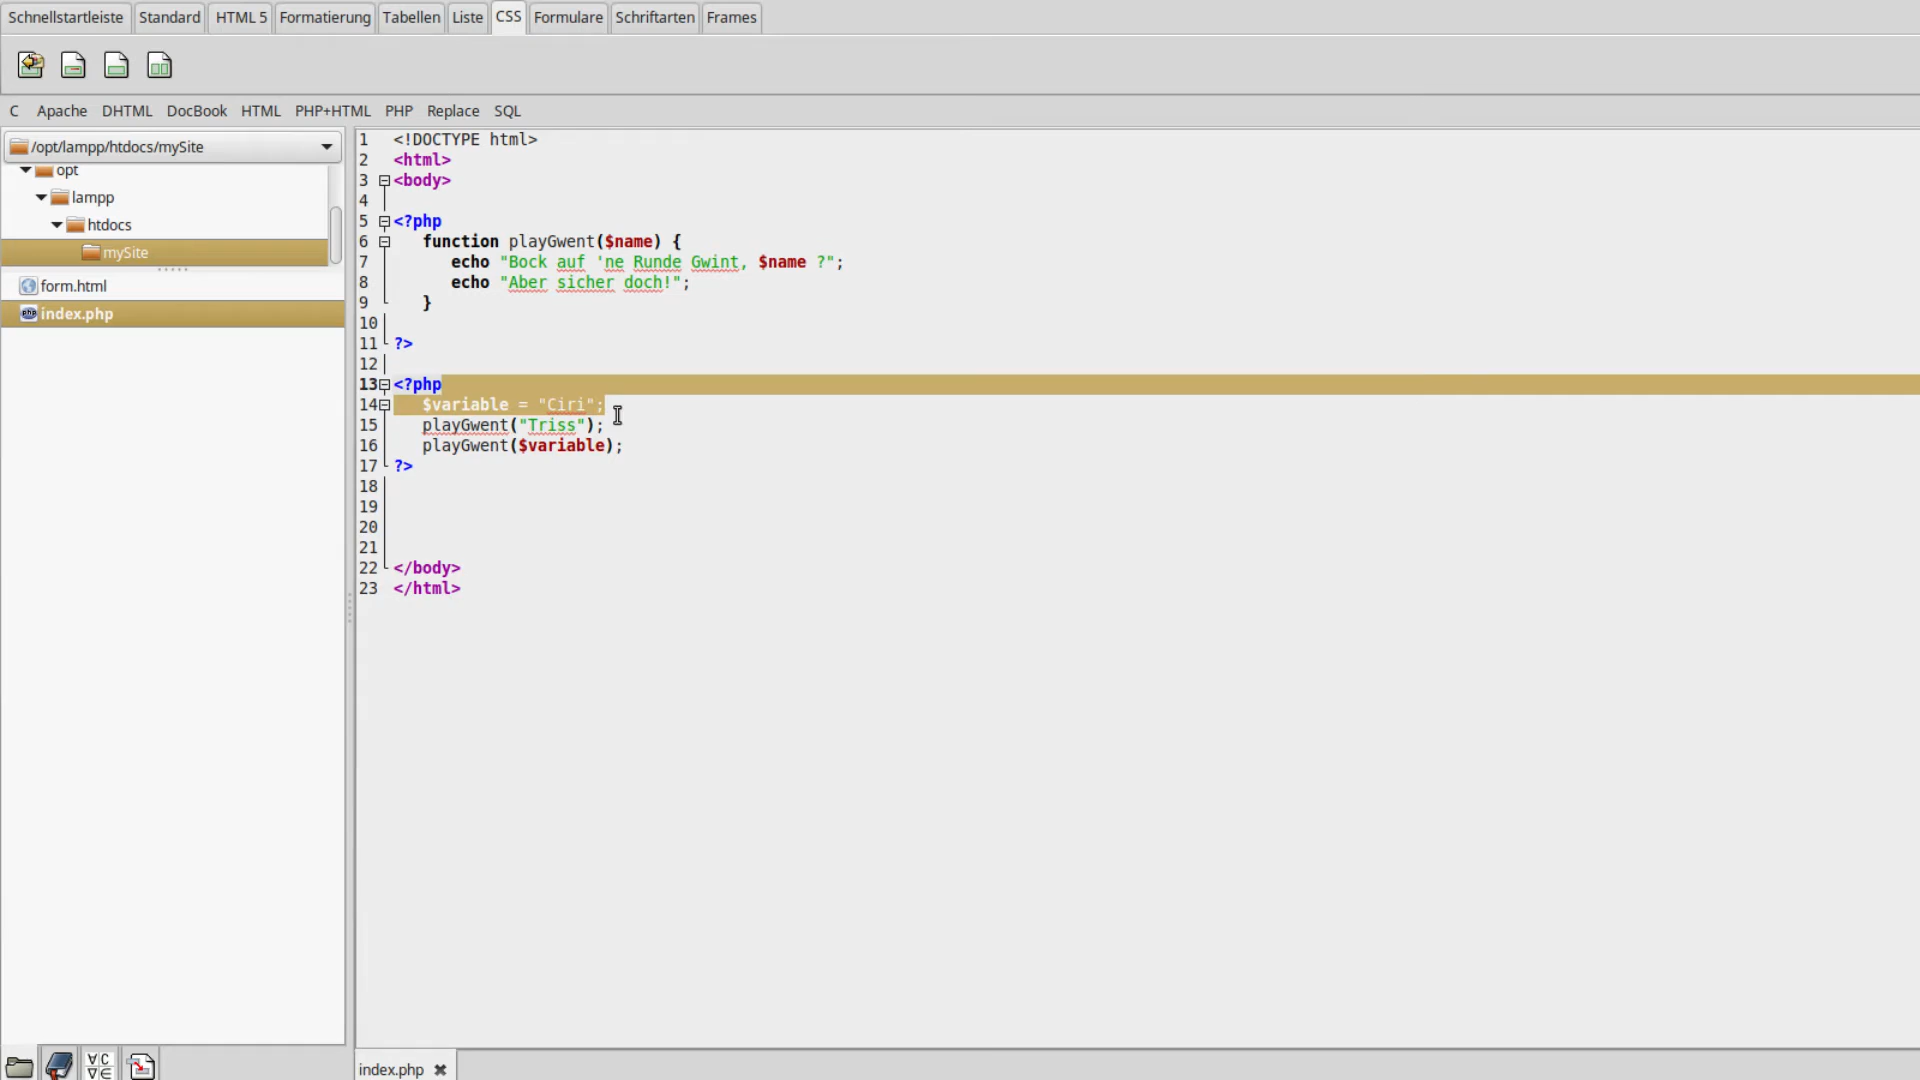 Schnellstartleiste Standard HTML 5 Formatierung Tabellen Liste CSS Formulare Schriftarten Frames
C Apache DHTML DocBook HTML PHP+HTML PHP Replace SQL
/opt/lampp/htdocs/mySite
opt
lampp
htdocs
mySite
form.html
php index.php
1 <!DOCTYPE html>
2 <html>
3 <body>
4
5 <?php
6 function playGwent($name) {
7 echo "Bock auf 'ne Runde Gwint, $name ?";
8 echo "Aber sicher doch!";
9 }
10
11 ?>
12
13 <?php
14 $variable = "Ciri";
15 playGwent("Triss");
16 playGwent($variable);
17 ?>
18
19
20
21
22 </body>
23 </html>
∀C
∇∈
index.php